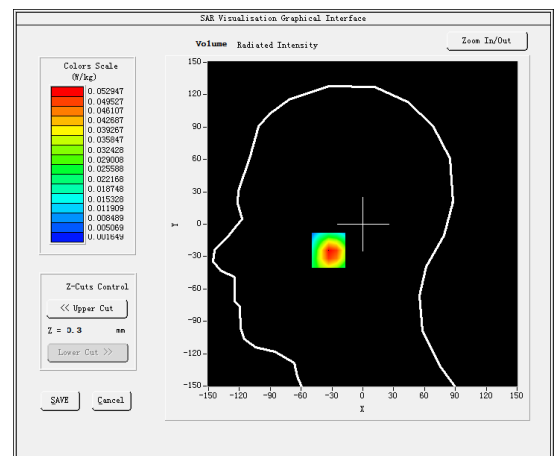 SAR Visualisation Graphical Interface
Volume Radiated Intensity
Zoom In/Out
Colors Scale
(W/kg)
0.052947
0.049527
0.046107
0.042687
0.039267
0.035847
0.032428
0.029008
0.025588
0.022168
0.018748
0.015328
0.011909
0.008489
0.005069
0.001649
Z-Cuts Control
<< Upper Cut
Z = 0.3 mm
Lower Cut >>
SAVE Cancel
150
120
90
60
30
0
-30
-60
-90
-120
-150
Y
-150 -120 -90 -60 -30 0 30 60 90 120 150
X